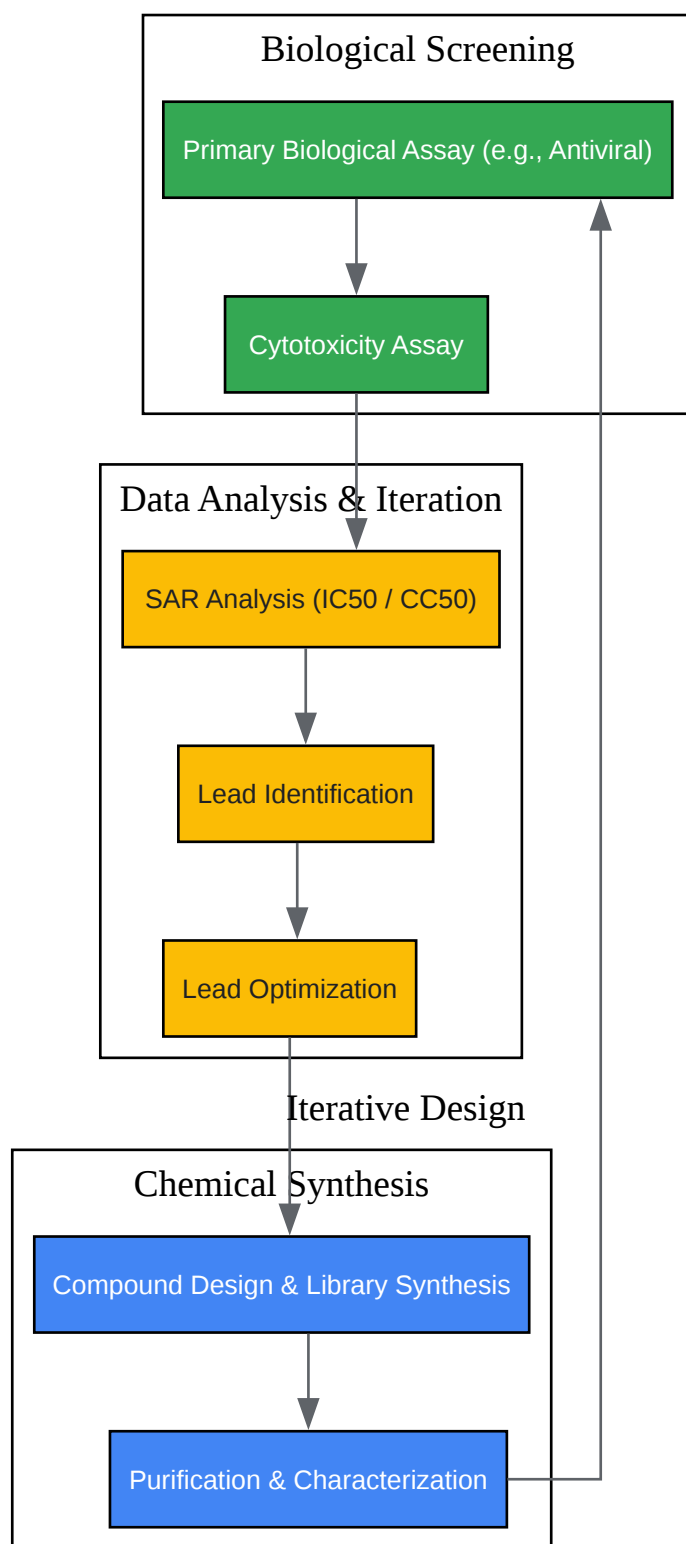 Biological Screening
Primary Biological Assay (e.g., Antiviral)
Cytotoxicity Assay
Data Analysis & Iteration
SAR Analysis (IC50 / CC50)
Lead Identification
Lead Optimization
Iterative Design
Chemical Synthesis
Compound Design & Library Synthesis
Purification & Characterization